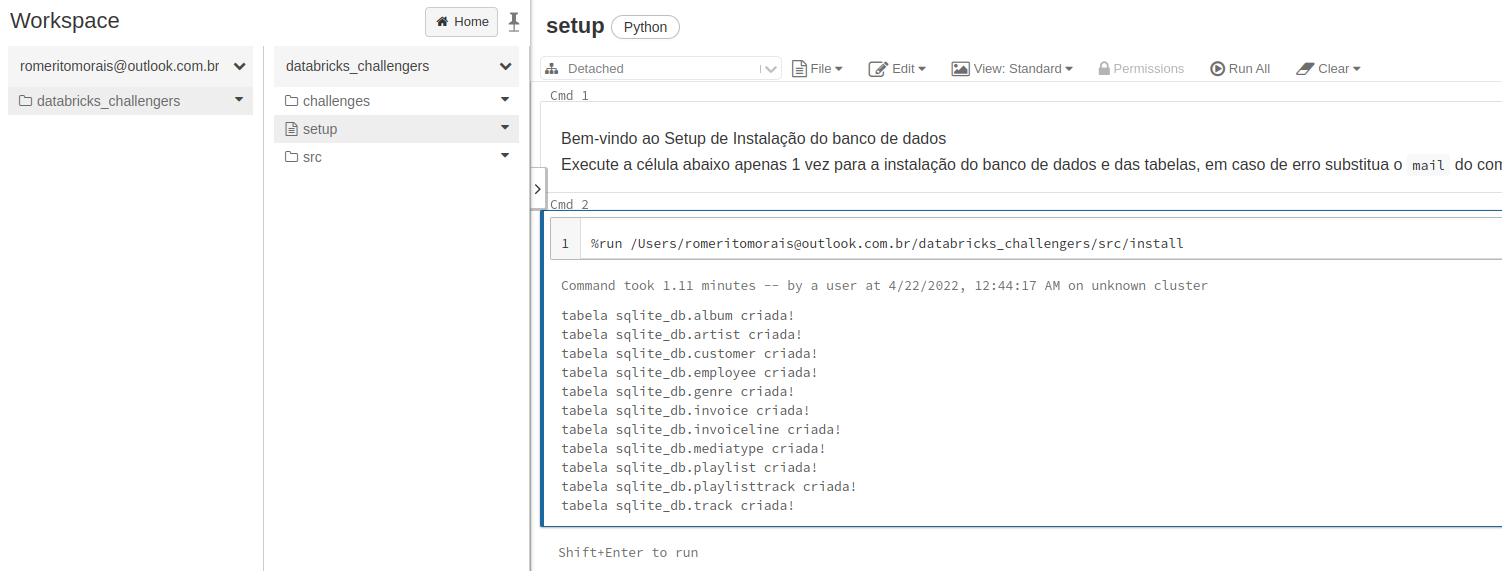 Workspace
Home
romeritomorais@outlook.com.br
databricks_challengers
databricks_challengers
challenges
setup
src
setup Python
Detached File Edit View: Standard Permissions Run All Clear
Cmd 1
Bem-vindo ao Setup de Instalação do banco de dados
Execute a célula abaixo apenas 1 vez para a instalação do banco de dados e das tabelas, em caso de erro substitua o mail do com
Cmd 2
1 %run /Users/romeritomorais@outlook.com.br/databricks_challengers/src/install
Command took 1.11 minutes -- by a user at 4/22/2022, 12:44:17 AM on unknown cluster
tabela sqlite_db.album criada!
tabela sqlite_db.artist criada!
tabela sqlite_db.customer criada!
tabela sqlite_db.employee criada!
tabela sqlite_db.genre criada!
tabela sqlite_db.invoice criada!
tabela sqlite_db.invoiceline criada!
tabela sqlite_db.mediatype criada!
tabela sqlite_db.playlist criada!
tabela sqlite_db.playlisttrack criada!
tabela sqlite_db.track criada!
Shift+Enter to run